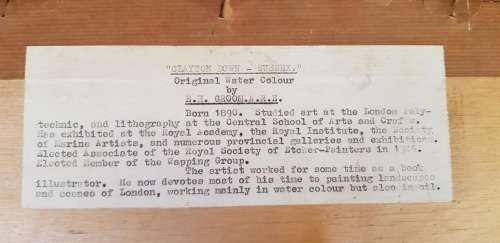 "CLAYTON DOWN - SUSSEX."
Original Water Colour
by
E.H. GROOM.A.R.E.
Born 1890. Studied art at the London Poly-
technic, and lithography at the Central School of Arts and Crafts.
Has exhibited at the Royal Academy, the Royal Institute, the Society
of Marine Artists, and numerous provincial galleries and exhibitions.
Elected Associate of the Royal Society of Etcher-Painters in
Elected Member of the Wapping Group.
The artist worked for some time as a book
illustrator. He now devotes most of his time to painting landscapes
and scenes of London, working mainly in water colour but also in oil.